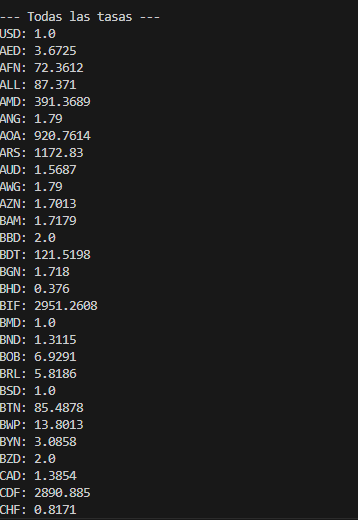 --- Todas las tasas ---
USD: 1.0
AED: 3.6725
AFN: 72.3612
ALL: 87.371
AMD: 391.3689
ANG: 1.79
AOA: 920.7614
ARS: 1172.83
AUD: 1.5687
AWG: 1.79
AZN: 1.7013
BAM: 1.7179
BBD: 2.0
BDT: 121.5198
BGN: 1.718
BHD: 0.376
BIF: 2951.2608
BMD: 1.0
BND: 1.3115
BOB: 6.9291
BRL: 5.8186
BSD: 1.0
BTN: 85.4878
BWP: 13.8013
BYN: 3.0858
BZD: 2.0
CAD: 1.3854
CDF: 2890.885
CHF: 0.8171